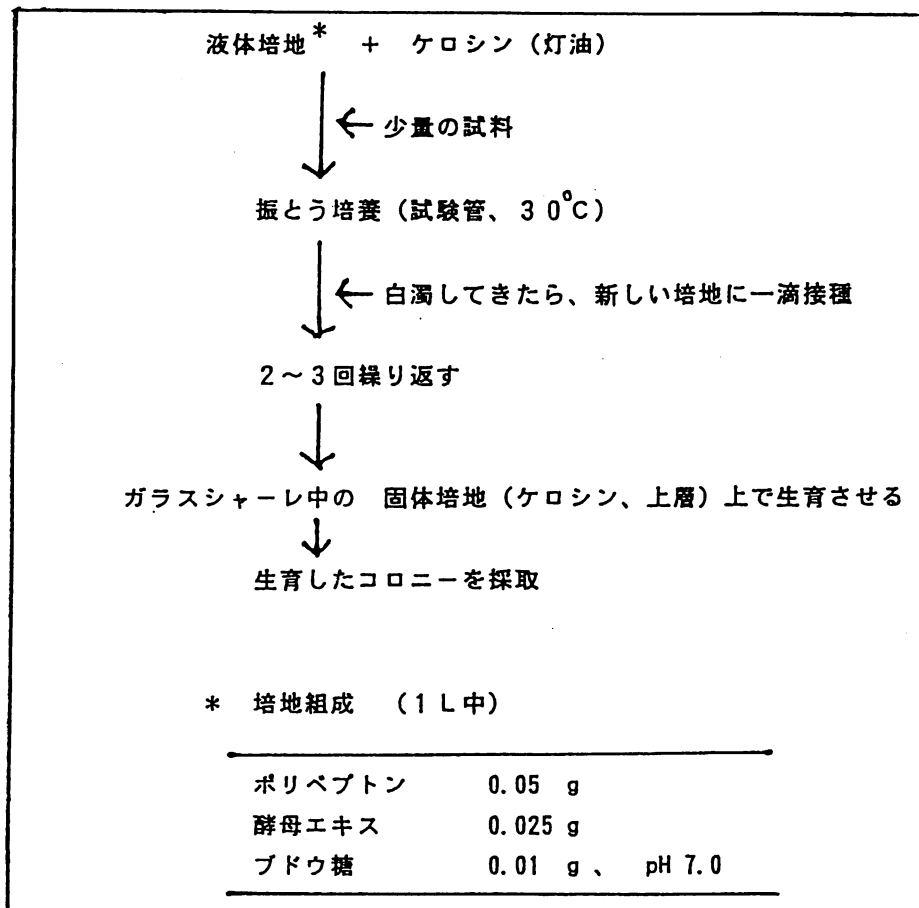 液体培地* + ケロシン(灯油)
← 少量の試料
振とう培養(試験管、30℃)
← 白濁してきたら、新しい培地に一滴接種
2〜3回繰り返す
ガラスシャーレ中の 固体培地(ケロシン、上層)上で生育させる
生育したコロニーを採取
* 培地組成 (1L中)
ポリペプトン 0.05 g
酵母エキス 0.025 g
ブドウ糖 0.01 g 、 pH 7.0